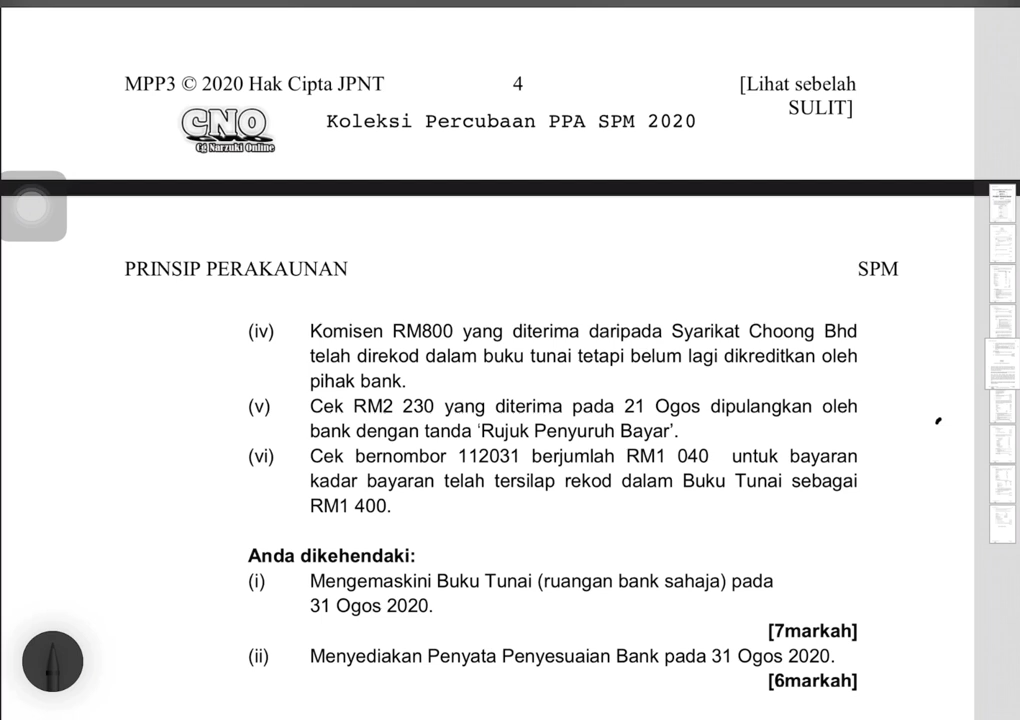 MPP3 © 2020 Hak Cipta JPNT 4 [Lihat sebelah
SULIT]
CNO
Cg Narzuki Online
Koleksi Percubaan PPA SPM 2020
PRINSIP PERAKAUNAN SPM
(iv) Komisen RM800 yang diterima daripada Syarikat Choong Bhd
telah direkod dalam buku tunai tetapi belum lagi dikreditkan oleh
pihak bank.
(v) Cek RM2 230 yang diterima pada 21 Ogos dipulangkan oleh
bank dengan tanda ‘Rujuk Penyuruh Bayar’.
(vi) Cek bernombor 112031 berjumlah RM1 040 untuk bayaran
kadar bayaran telah tersilap rekod dalam Buku Tunai sebagai
RM1 400.
Anda dikehendaki:
(i) Mengemaskini Buku Tunai (ruangan bank sahaja) pada
31 Ogos 2020.
[7markah]
(ii) Menyediakan Penyata Penyesuaian Bank pada 31 Ogos 2020.
[6markah]